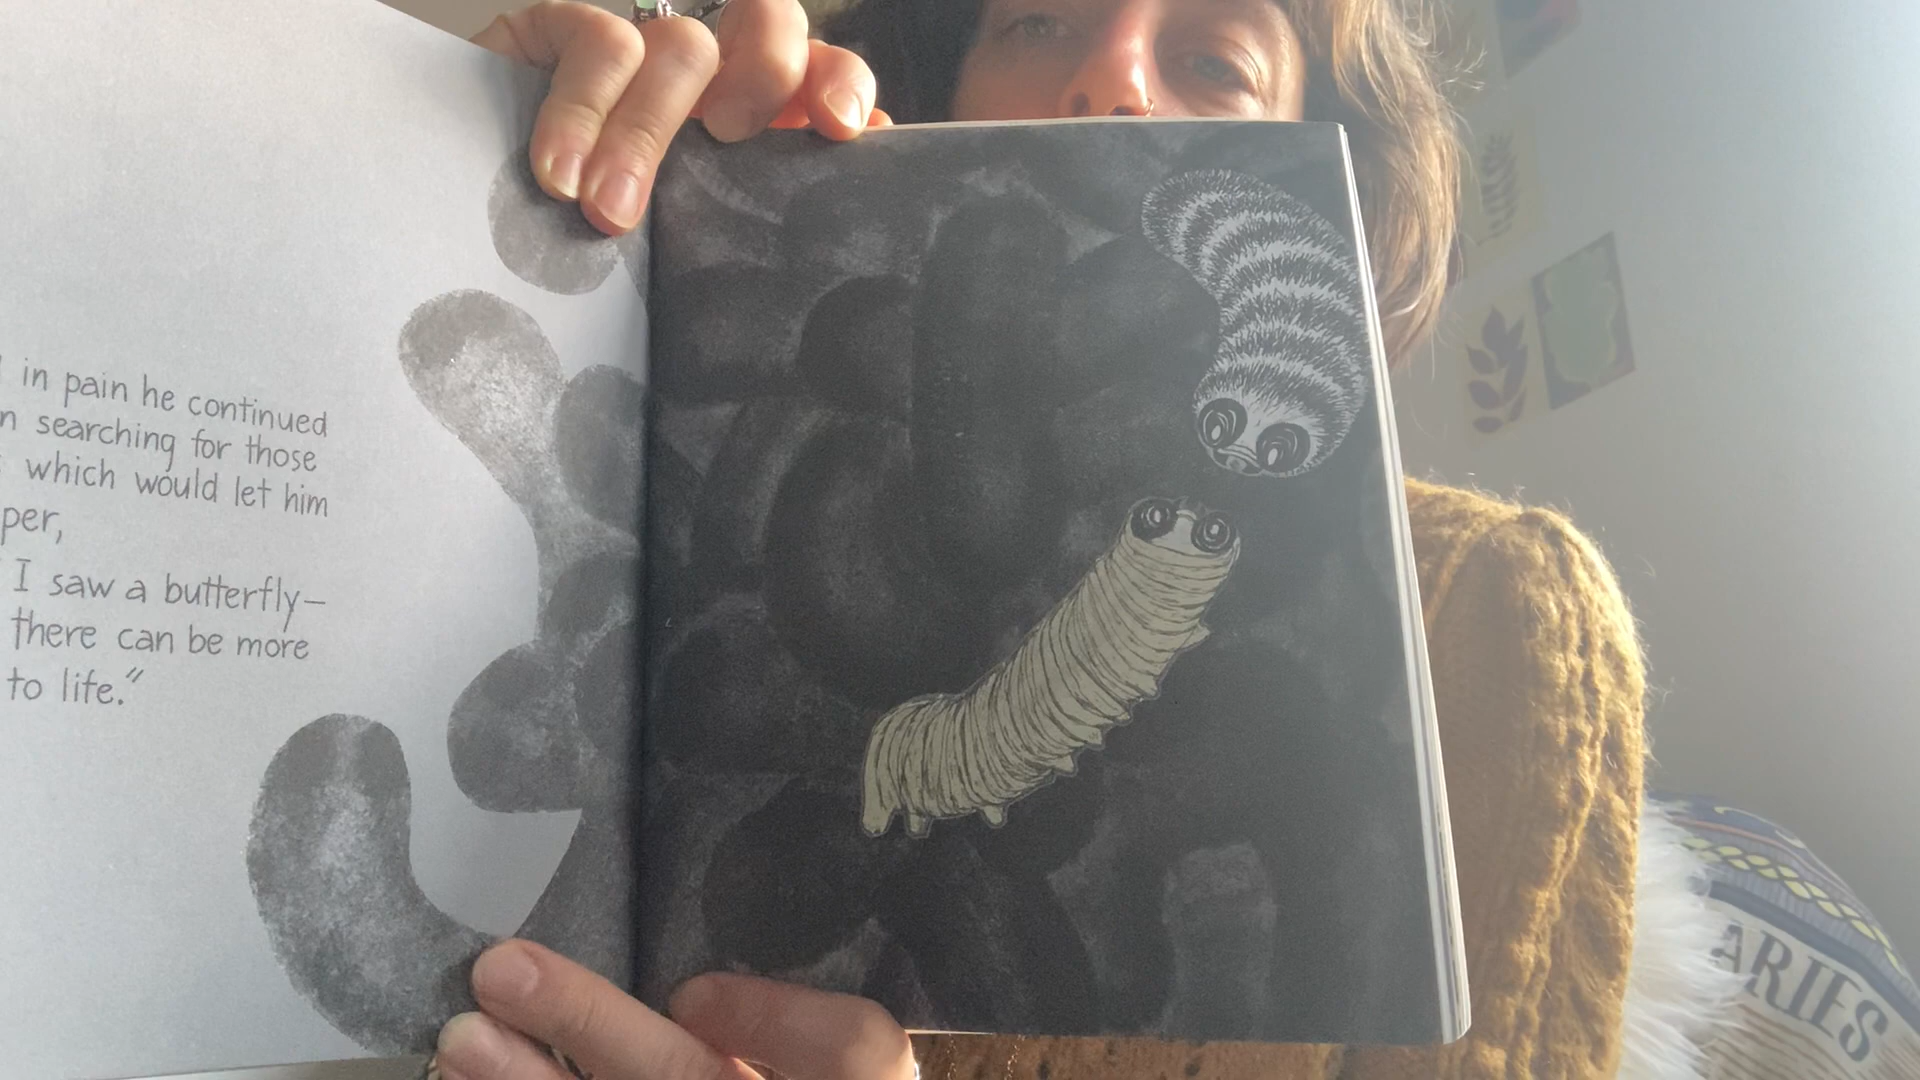 in pain he continued
searching for those
which would let him
I saw a butterfly—
there can be more
to life.”
ARIES